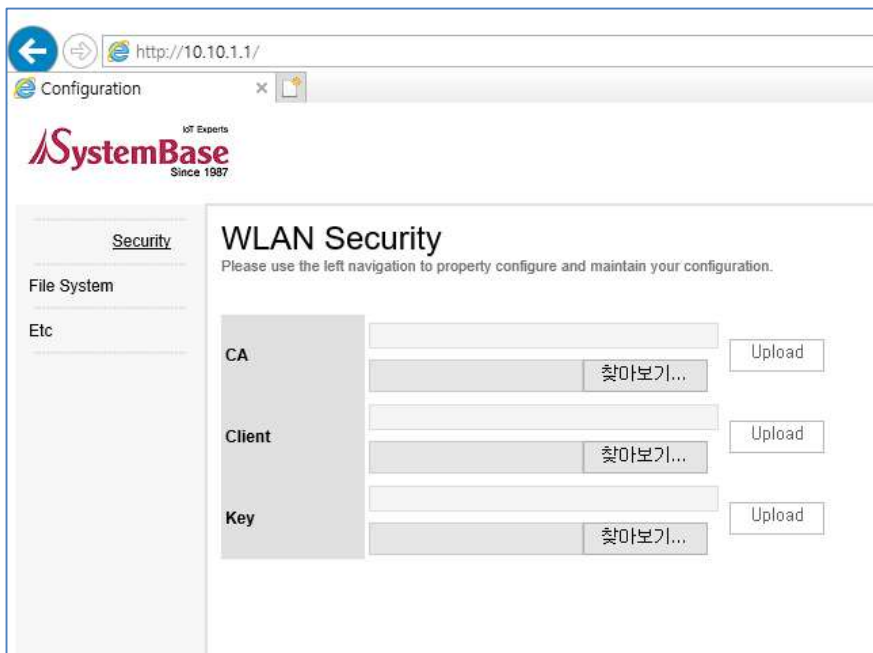 http://10.10.1.1/
Configuration
IoT Experts
SystemBase
Since 1987
Security
File System
Etc
WLAN Security
Please use the left navigation to property configure and maintain your configuration.
CA
찾아보기...
Upload
Client
찾아보기...
Upload
Key
찾아보기...
Upload